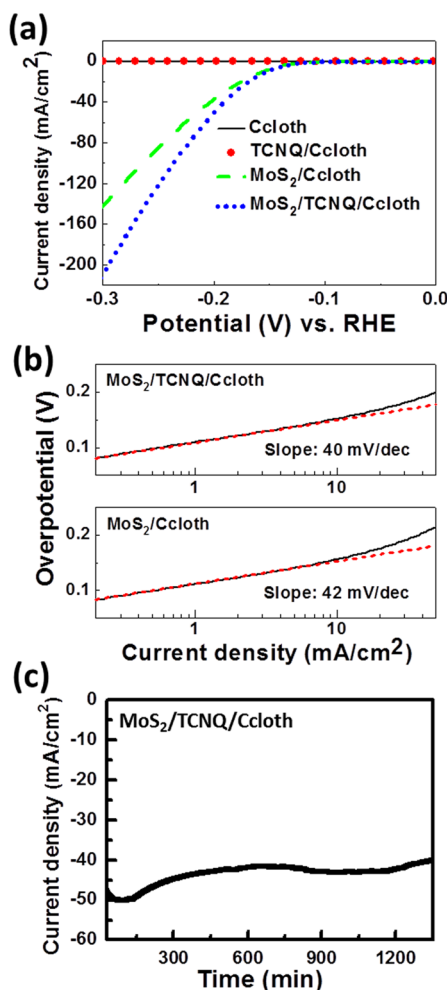 (a)
0
-40
-80
-120
-160
-200
Current density (mA/cm²)
Ccloth
TCNQ/Ccloth
MoS₂/Ccloth
MoS₂/TCNQ/Ccloth
-0.3 -0.2 -0.1 0.0
Potential (V) vs. RHE
(b)
Overpotential (V)
MoS₂/TCNQ/Ccloth
0.2
0.1
Slope: 40 mV/dec
1 10
MoS₂/Ccloth
0.2
0.1
Slope: 42 mV/dec
1 10
Current density (mA/cm²)
(c)
0
-10
-20
-30
-40
-50
-60
Current density (mA/cm²)
MoS₂/TCNQ/Ccloth
300 600 900 1200
Time (min)